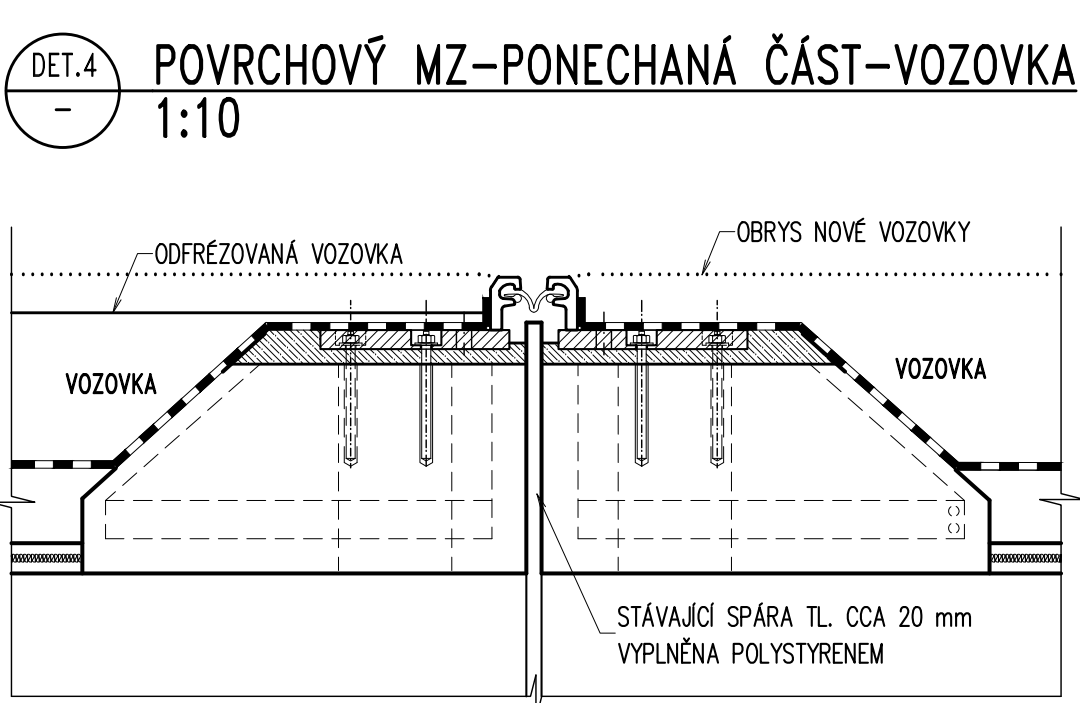 DET.4
-
POVRCHOVÝ MZ-PONECHANÁ ČÁST-VOZOVKA
1:10
ODFRÉZOVANÁ VOZOVKA
OBRYS NOVÉ VOZOVKY
VOZOVKA
VOZOVKA
STÁVAJÍCÍ SPÁRA TL. CCA 20 mm
VYPLNĚNA POLYSTYRENEM